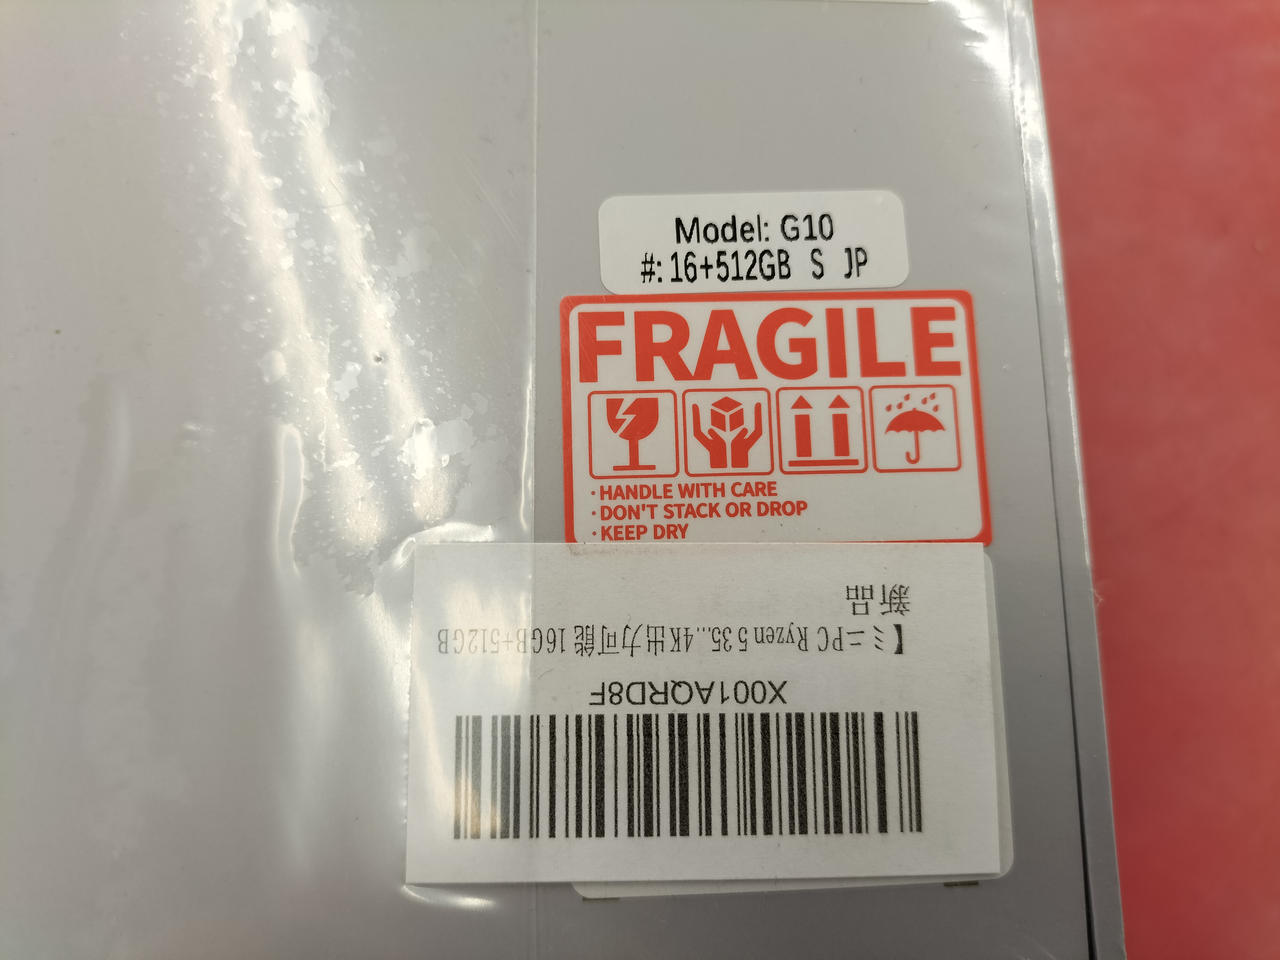 Model: G10
#: 16+512GB S JP
FRAGILE
· HANDLE WITH CARE
· DON'T STACK OR DROP
· KEEP DRY
X001AQRD8F
【ミニPC Ryzen 5 35...4K出力可能 16GB+512GB
新品